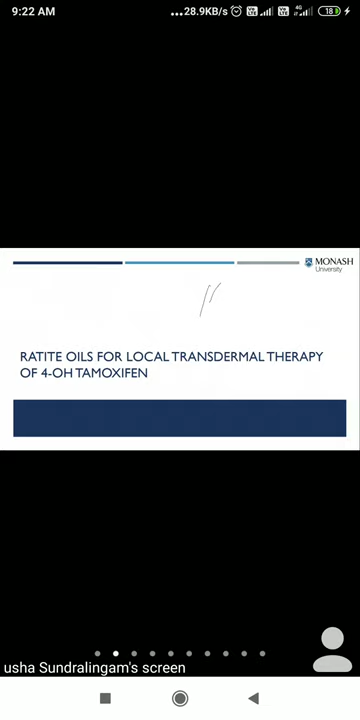 9:22 AM
...28.9KB/s
4G
18
MONASH
University
RATITE OILS FOR LOCAL TRANSDERMAL THERAPY
OF 4-OH TAMOXIFEN
usha Sundralingam's screen